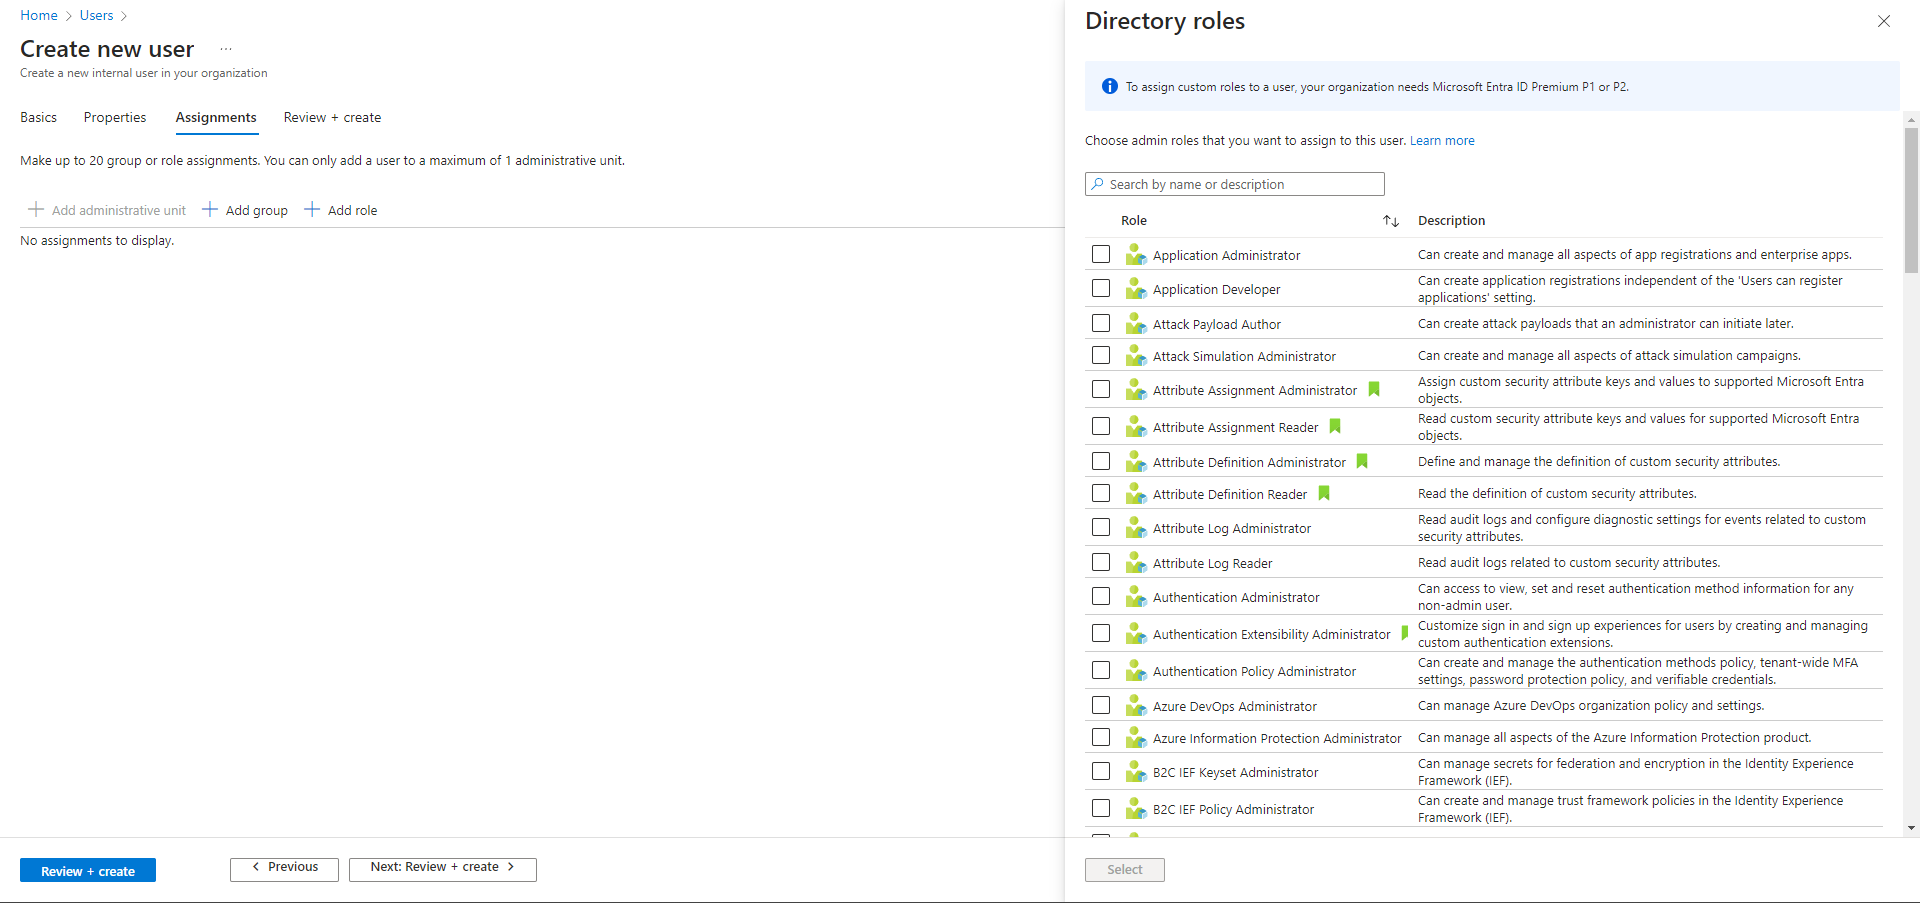 Home > Users >
Create new user ...
Create a new internal user in your organization
Basics Properties Assignments Review + create
Make up to 20 group or role assignments. You can only add a user to a maximum of 1 administrative unit.
+ Add administrative unit + Add group + Add role
No assignments to display.
Review + create < Previous Next: Review + create >
Directory roles
To assign custom roles to a user, your organization needs Microsoft Entra ID Premium P1 or P2.
Choose admin roles that you want to assign to this user. Learn more
Search by name or description
Role Description
Application Administrator Can create and manage all aspects of app registrations and enterprise apps.
Application Developer Can create application registrations independent of the 'Users can register
applications' setting.
Attack Payload Author Can create attack payloads that an administrator can initiate later.
Attack Simulation Administrator Can create and manage all aspects of attack simulation campaigns.
Attribute Assignment Administrator Assign custom security attribute keys and values to supported Microsoft Entra
objects.
Attribute Assignment Reader Read custom security attribute keys and values for supported Microsoft Entra
objects.
Attribute Definition Administrator Define and manage the definition of custom security attributes.
Attribute Definition Reader Read the definition of custom security attributes.
Attribute Log Administrator Read audit logs and configure diagnostic settings for events related to custom
security attributes.
Attribute Log Reader Read audit logs related to custom security attributes.
Authentication Administrator Can access to view, set and reset authentication method information for any
non-admin user.
Authentication Extensibility Administrator Customize sign in and sign up experiences for users by creating and managing
custom authentication extensions.
Authentication Policy Administrator Can create and manage the authentication methods policy, tenant-wide MFA
settings, password protection policy, and verifiable credentials.
Azure DevOps Administrator Can manage Azure DevOps organization policy and settings.
Azure Information Protection Administrator Can manage all aspects of the Azure Information Protection product.
B2C IEF Keyset Administrator Can manage secrets for federation and encryption in the Identity Experience
Framework (IEF).
B2C IEF Policy Administrator Can create and manage trust framework policies in the Identity Experience
Framework (IEF).
Select